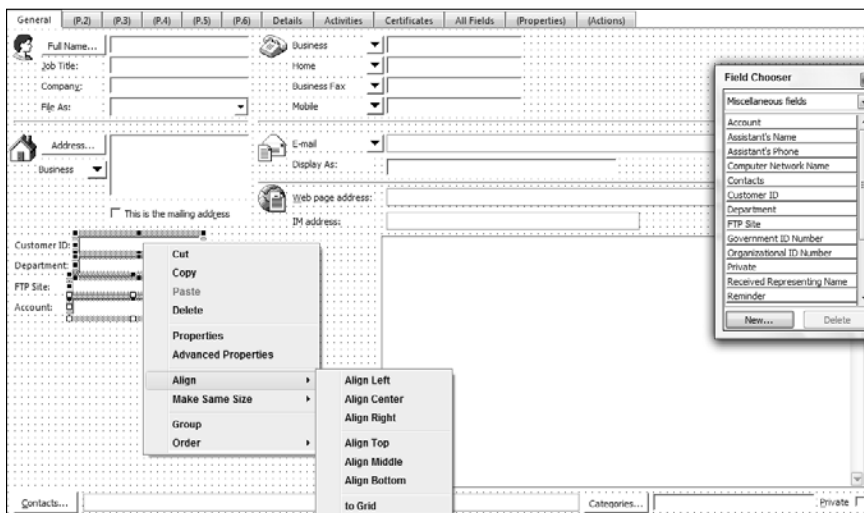 General (P.2) (P.3) (P.4) (P.5) (P.6) Details Activities Certificates All Fields (Properties) (Actions)
Full Name...
Job Title:
Company:
File As:
Business
Home
Business Fax
Mobile
Address...
Business
This is the mailing address
E-mail
Display As:
Web page address:
IM address:
Customer ID:
Department:
FTP Site:
Account:
Cut
Copy
Paste
Delete
Properties
Advanced Properties
Align
Make Same Size
Group
Order
Align Left
Align Center
Align Right
Align Top
Align Middle
Align Bottom
to Grid
Field Chooser
Miscellaneous fields
Account
Assistant's Name
Assistant's Phone
Computer Network Name
Contacts
Customer ID
Department
FTP Site
Government ID Number
Organizational ID Number
Private
Received Representing Name
Reminder
New... Delete
Contacts... Categories... Private